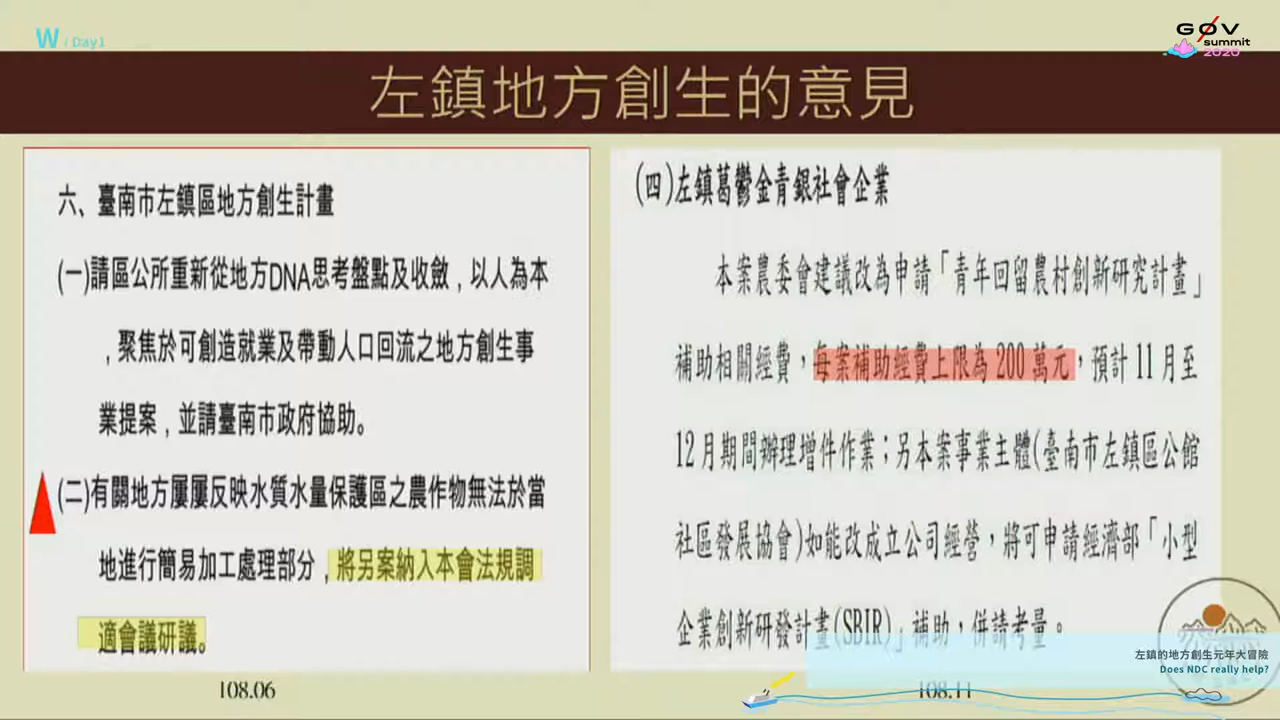 W / Day1
GØV
summit
2020
左鎮地方創生的意見
六、臺南市左鎮區地方創生計畫
(一)請區公所重新從地方DNA思考盤點及收斂，以人為本
，聚焦於可創造就業及帶動人口回流之地方創生事
業提案，並請臺南市政府協助。
(二)有關地方屢屢反映水質水量保護區之農作物無法於當
地進行簡易加工處理部分，將另案納入本會法規調
適會議研議。
108.06
(四)左鎮葛鬱金青銀社會企業
本案農委會建議改為申請「青年回留農村創新研究計畫」
補助相關經費，每案補助經費上限為 200 萬元，預計 11 月至
12 月期間辦理增件作業；另本案事業主體(臺南市左鎮區公館
社區發展協會)如能改成立公司經營，將可申請經濟部「小型
企業創新研發計畫(SBIR)」補助，併請考量。
108.11
左鎮的地方創生元年大冒險
Does NDC really help?